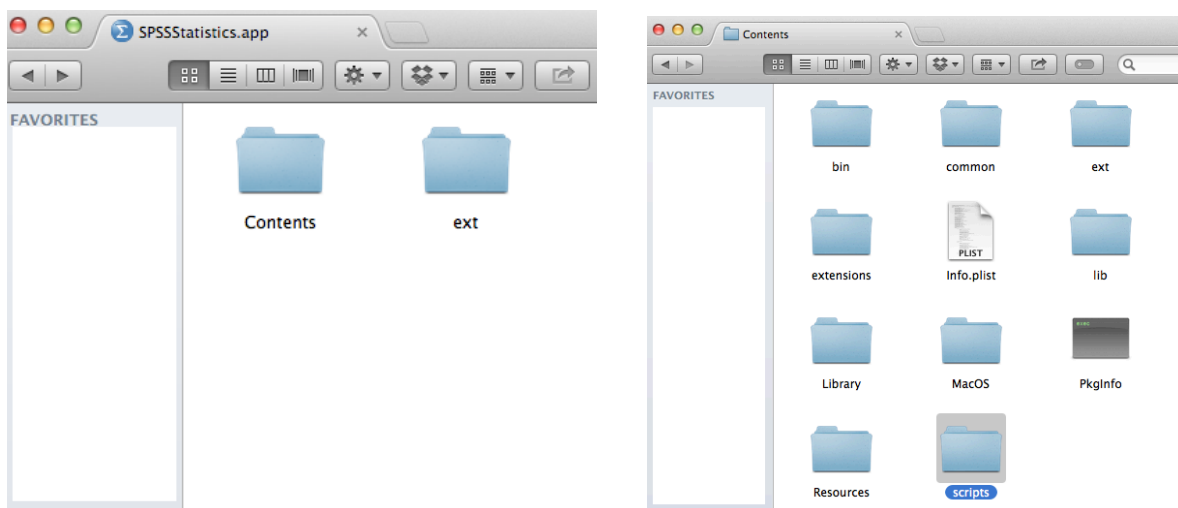 SPSSStatistics.app
FAVORITES
Contents ext
Contents
FAVORITES
bin common ext
PLIST
extensions Info.plist lib
Library MacOS PkgInfo
Resources scripts